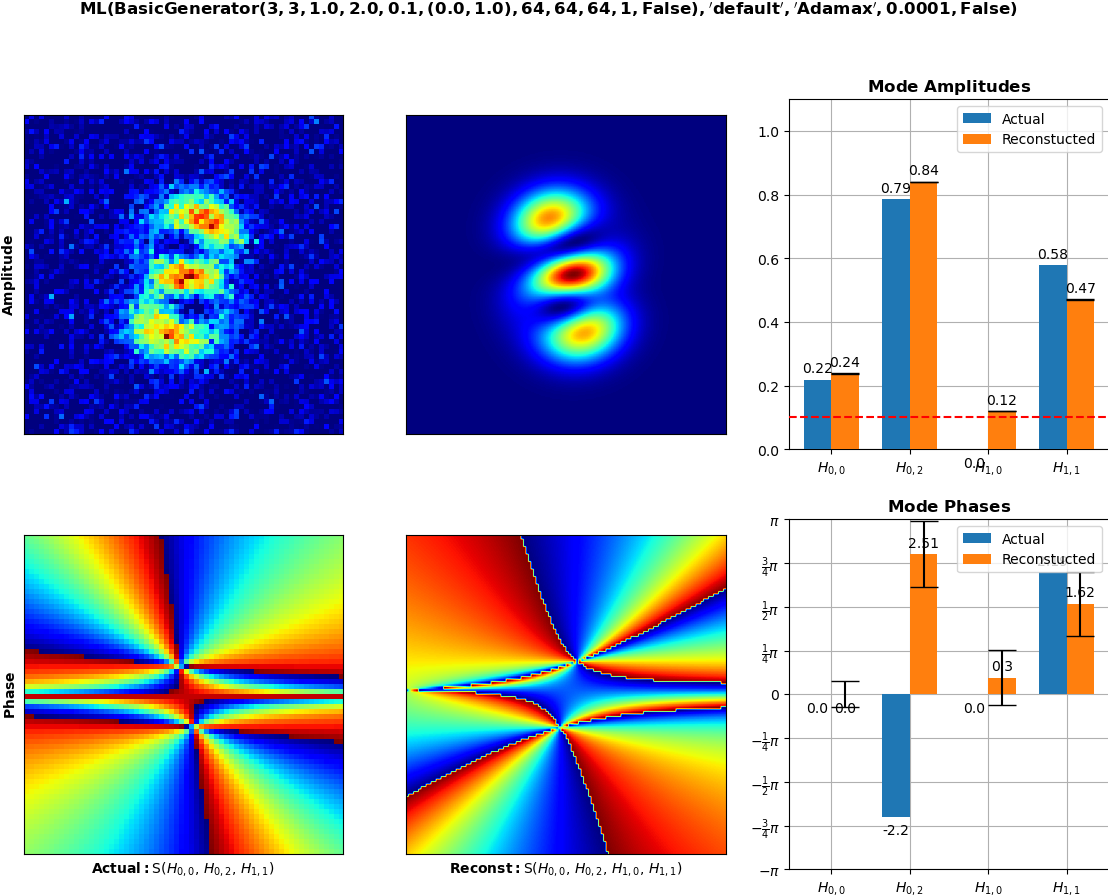 ML(BasicGenerator(3, 3, 1.0, 2.0, 0.1, (0.0, 1.0), 64, 64, 64, 1, False), 'default', 'Adamax', 0.0001, False)
Mode Amplitudes
Actual
Reconstucted
1.0
0.8
0.6
0.4
0.2
0.0
0.22
0.24
0.79
0.84
0.0
0.12
0.58
0.47
H0,0
H0,2
H1,0
H1,1
Amplitude
Mode Phases
Actual
Reconstucted
π
3/4π
1/2π
1/4π
0
−1/4π
−1/2π
−3/4π
−π
0.0
0.0
-2.2
2.51
0.0
0.3
1.62
H0,0
H0,2
H1,0
H1,1
Phase
Actual: S(H0,0, H0,2, H1,1)
Reconst: S(H0,0, H0,2, H1,0, H1,1)